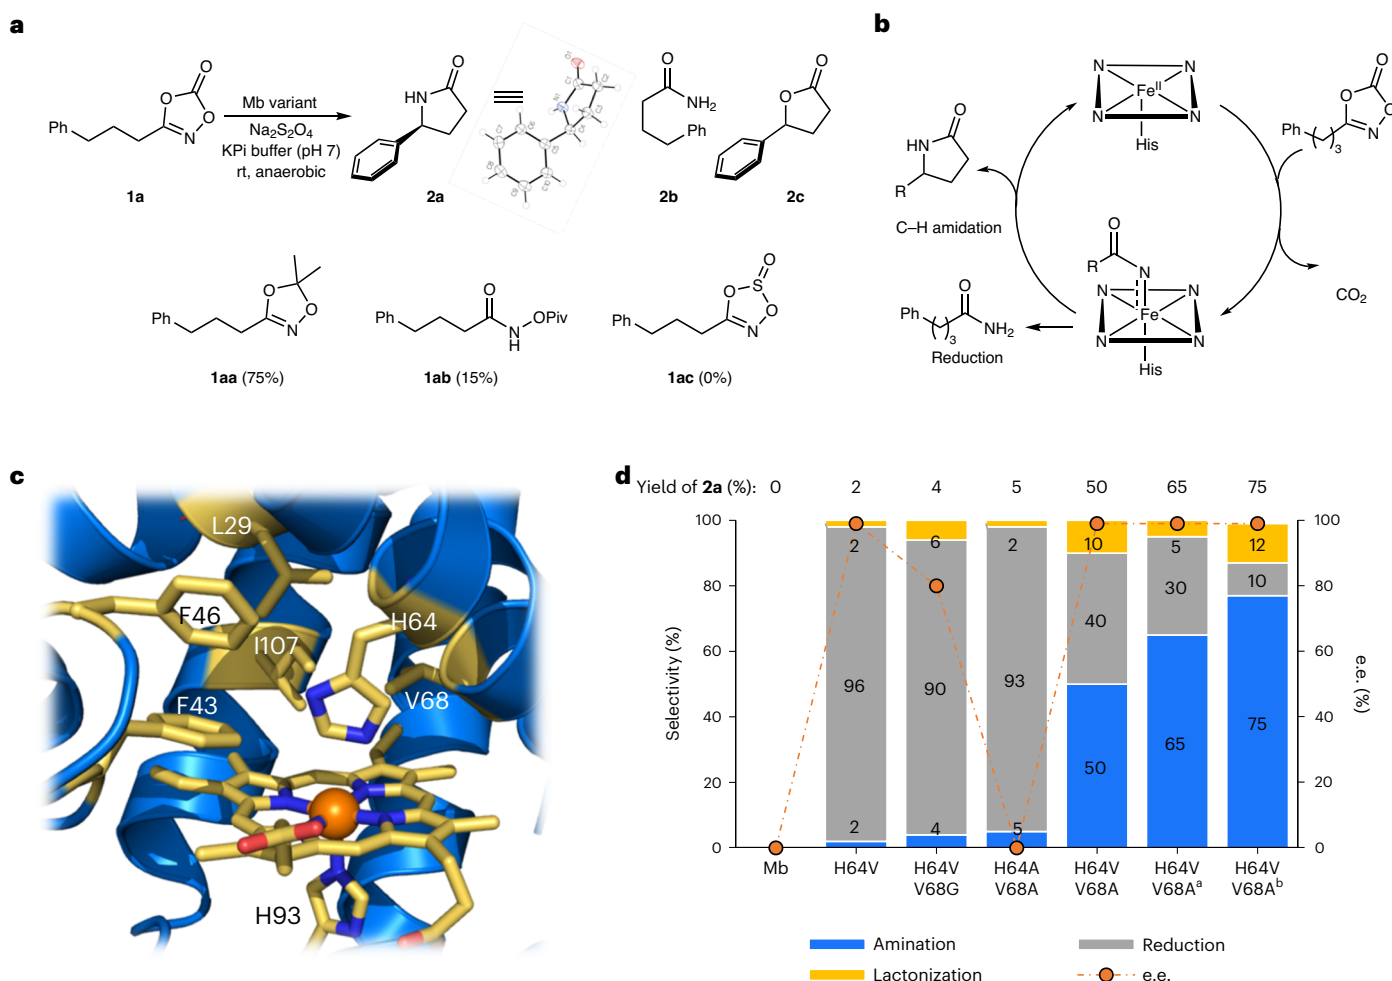 a
Ph
O
O
O
N
1a
Mb variant
Na2S2O4
KPi buffer (pH 7)
rt, anaerobic
HN
O
2a
O
NH2
Ph
2b
O
O
2c
Ph
O
O
N
1aa (75%)
Ph
O
N
H
OPiv
1ab (15%)
Ph
O
S
O
O
N
1ac (0%)
b
N
N
N
N
FeII
His
Ph
( )3
O
O
O
N
CO2
O
R
N
N
N
N
N
Fe
His
O
HN
R
C–H amidation
Ph
( )3
O
NH2
Reduction
c
L29
F46
H64
I107
V68
F43
H93
d
Yield of 2a (%): 0 2 4 5 50 65 75
Selectivity (%)
100
80
60
40
20
0
2 96 2
6 90 4
2 93 5
10 40 50
5 30 65
12 10 75
100
80
60
40
20
0
e.e. (%)
Mb
H64V
H64V
V68G
H64A
V68A
H64V
V68A
H64V
V68Aa
H64V
V68Ab
Amination
Reduction
Lactonization
e.e.